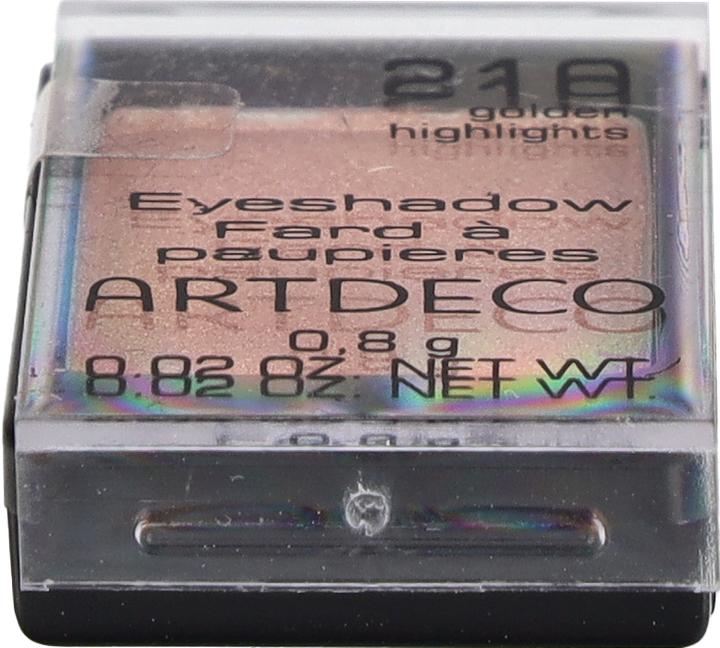 218
golden
highlights
Eyeshadow
Fard à
paupieres
ARTDECO
0,8 g
0.02 OZ. NET WT.